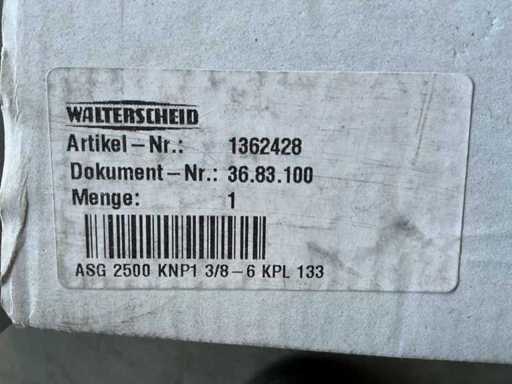 WALTERSCHEID
Artikel-Nr.: 1362428
Dokument-Nr.: 36.83.100
Menge: 1
ASG 2500 KNP1 3/8-6 KPL 133